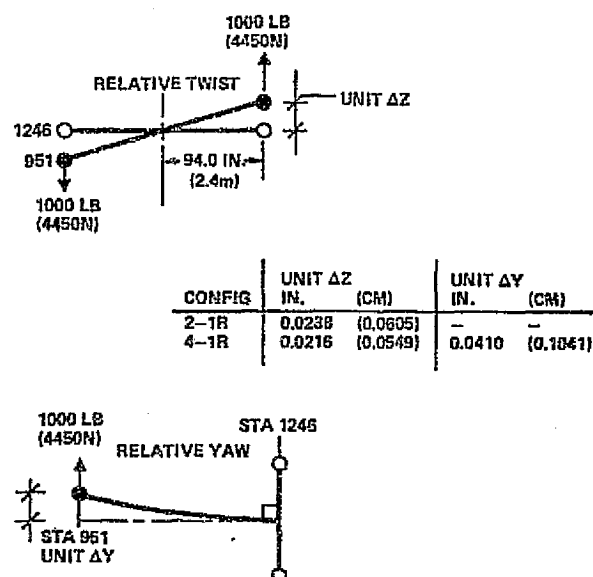 1000 LB
(4450N)
RELATIVE TWIST
UNIT ΔZ
1246
951
94.0 IN.
(2.4m)
1000 LB
(4450N)
UNIT ΔZ UNIT ΔY
CONFIG IN. (CM) IN. (CM)
2-1R 0.0238 (0.0605) – –
4-1R 0.0216 (0.0549) 0.0410 (0.1041)
1000 LB
(4450N)
STA 1246
RELATIVE YAW
STA 951
UNIT ΔY